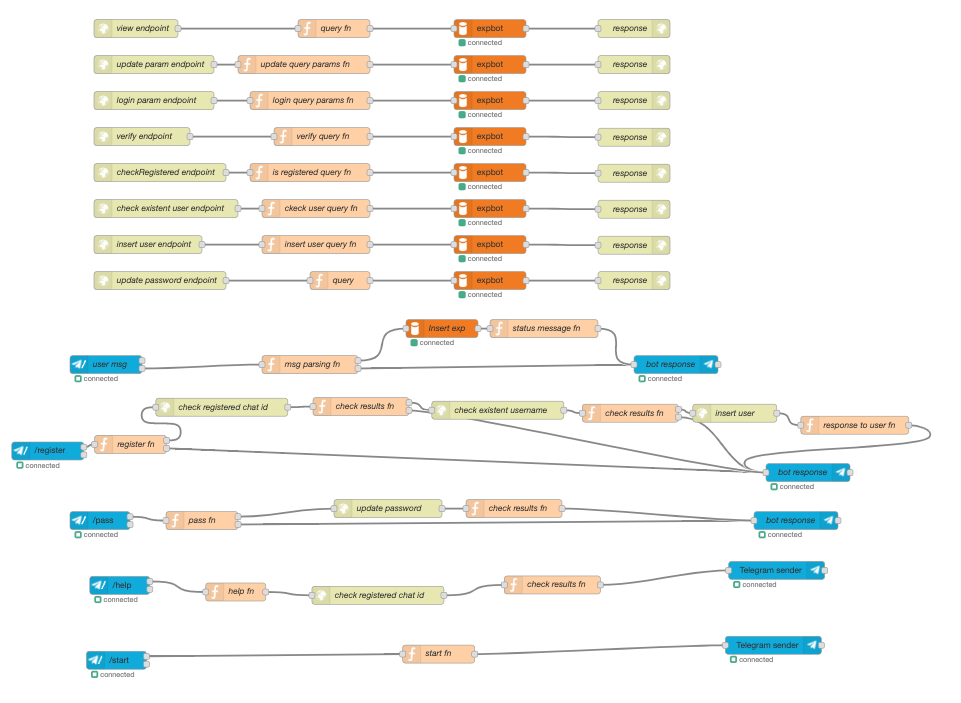 view endpoint query fn expbot response
connected
update param endpoint update query params fn expbot response
connected
login param endpoint login query params fn expbot response
connected
verify endpoint verify query fn expbot response
connected
checkRegistered endpoint is registered query fn expbot response
connected
check existent user endpoint ckeck user query fn expbot response
connected
insert user endpoint insert user query fn expbot response
connected
update password endpoint query expbot response
connected
Insert exp status message fn
connected
user msg msg parsing fn bot response
connected connected
check registered chat id check results fn check existent username check results fn insert user
response to user fn
/register register fn
connected
bot response
connected
update password check results fn
/pass pass fn bot response
connected connected
Telegram sender
connected
/help help fn check registered chat id check results fn
connected
Telegram sender
connected
/start start fn
connected